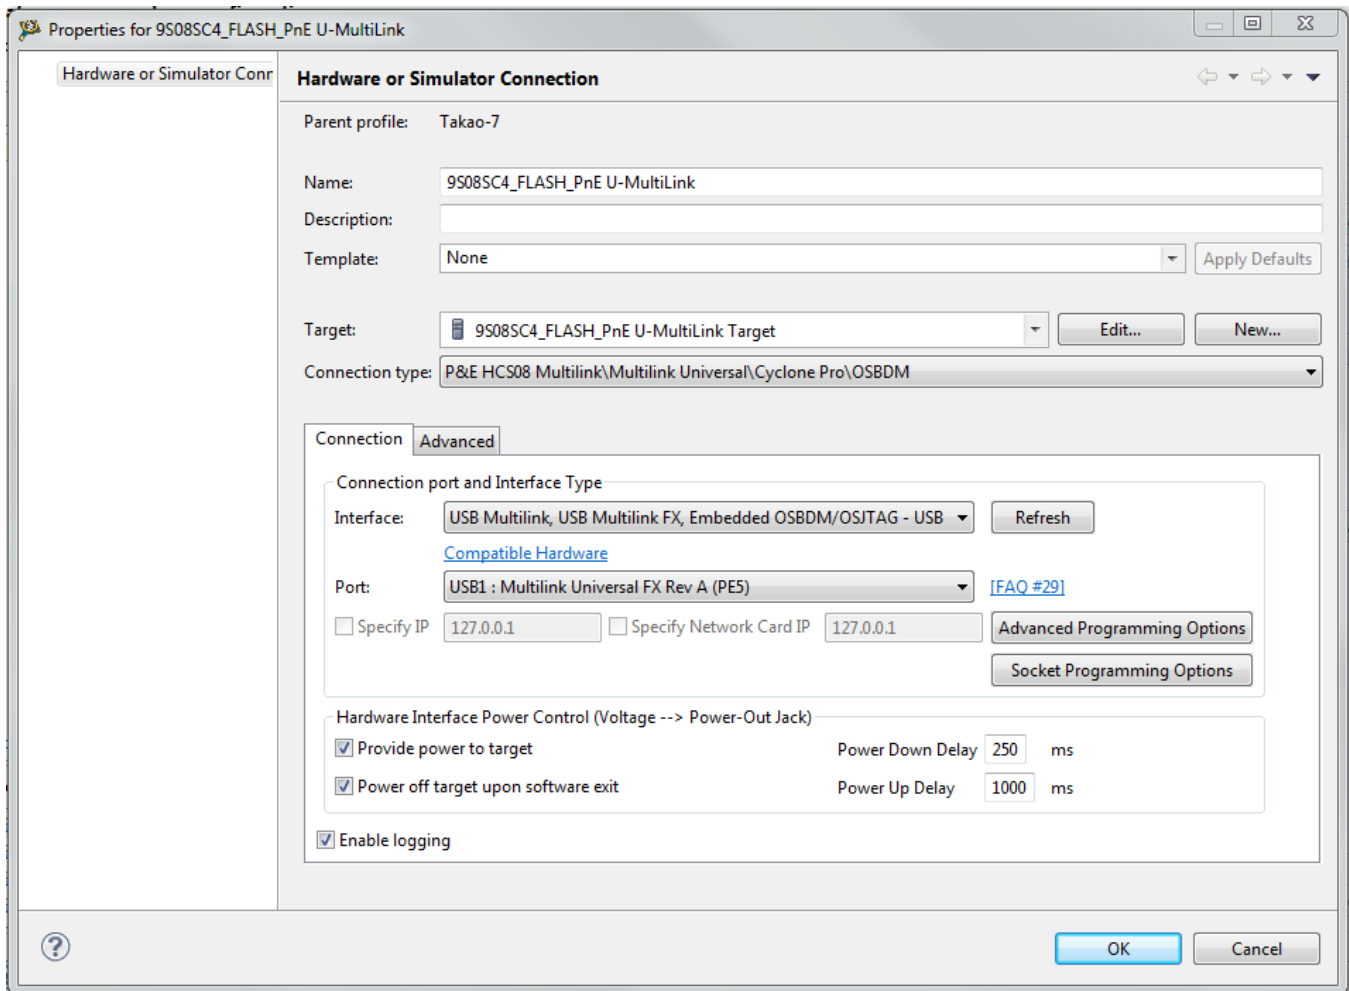 Properties for 9S08SC4_FLASH_PnE U-MultiLink
Hardware or Simulator Conn
Hardware or Simulator Connection
Parent profile: Takao-7
Name: 9S08SC4_FLASH_PnE U-MultiLink
Description:
Template: None Apply Defaults
Target: 9S08SC4_FLASH_PnE U-MultiLink Target Edit... New...
Connection type: P&E HCS08 Multilink\Multilink Universal\Cyclone Pro\OSBDM
Connection Advanced
Connection port and Interface Type
Interface: USB Multilink, USB Multilink FX, Embedded OSBDM/OSJTAG - USB Refresh
Compatible Hardware
Port: USB1 : Multilink Universal FX Rev A (PE5) [FAQ #29]
Specify IP 127.0.0.1 Specify Network Card IP 127.0.0.1 Advanced Programming Options
Socket Programming Options
Hardware Interface Power Control (Voltage --> Power-Out Jack)
Provide power to target Power Down Delay 250 ms
Power off target upon software exit Power Up Delay 1000 ms
Enable logging
? OK Cancel